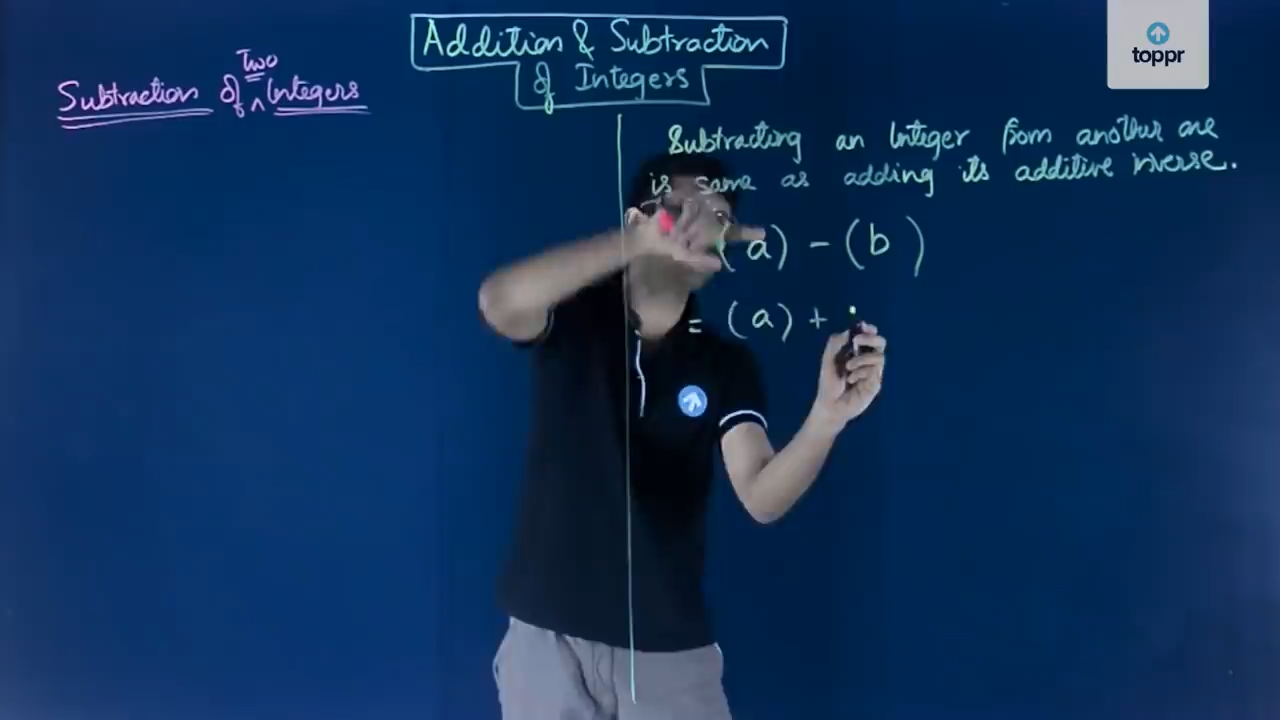 Addition & Subtraction
of Integers
toppr
Two
Subtraction of ^ Integers
Subtracting an Integer from another one
is same as adding its additive inverse.
(a) - (b)
= (a) +